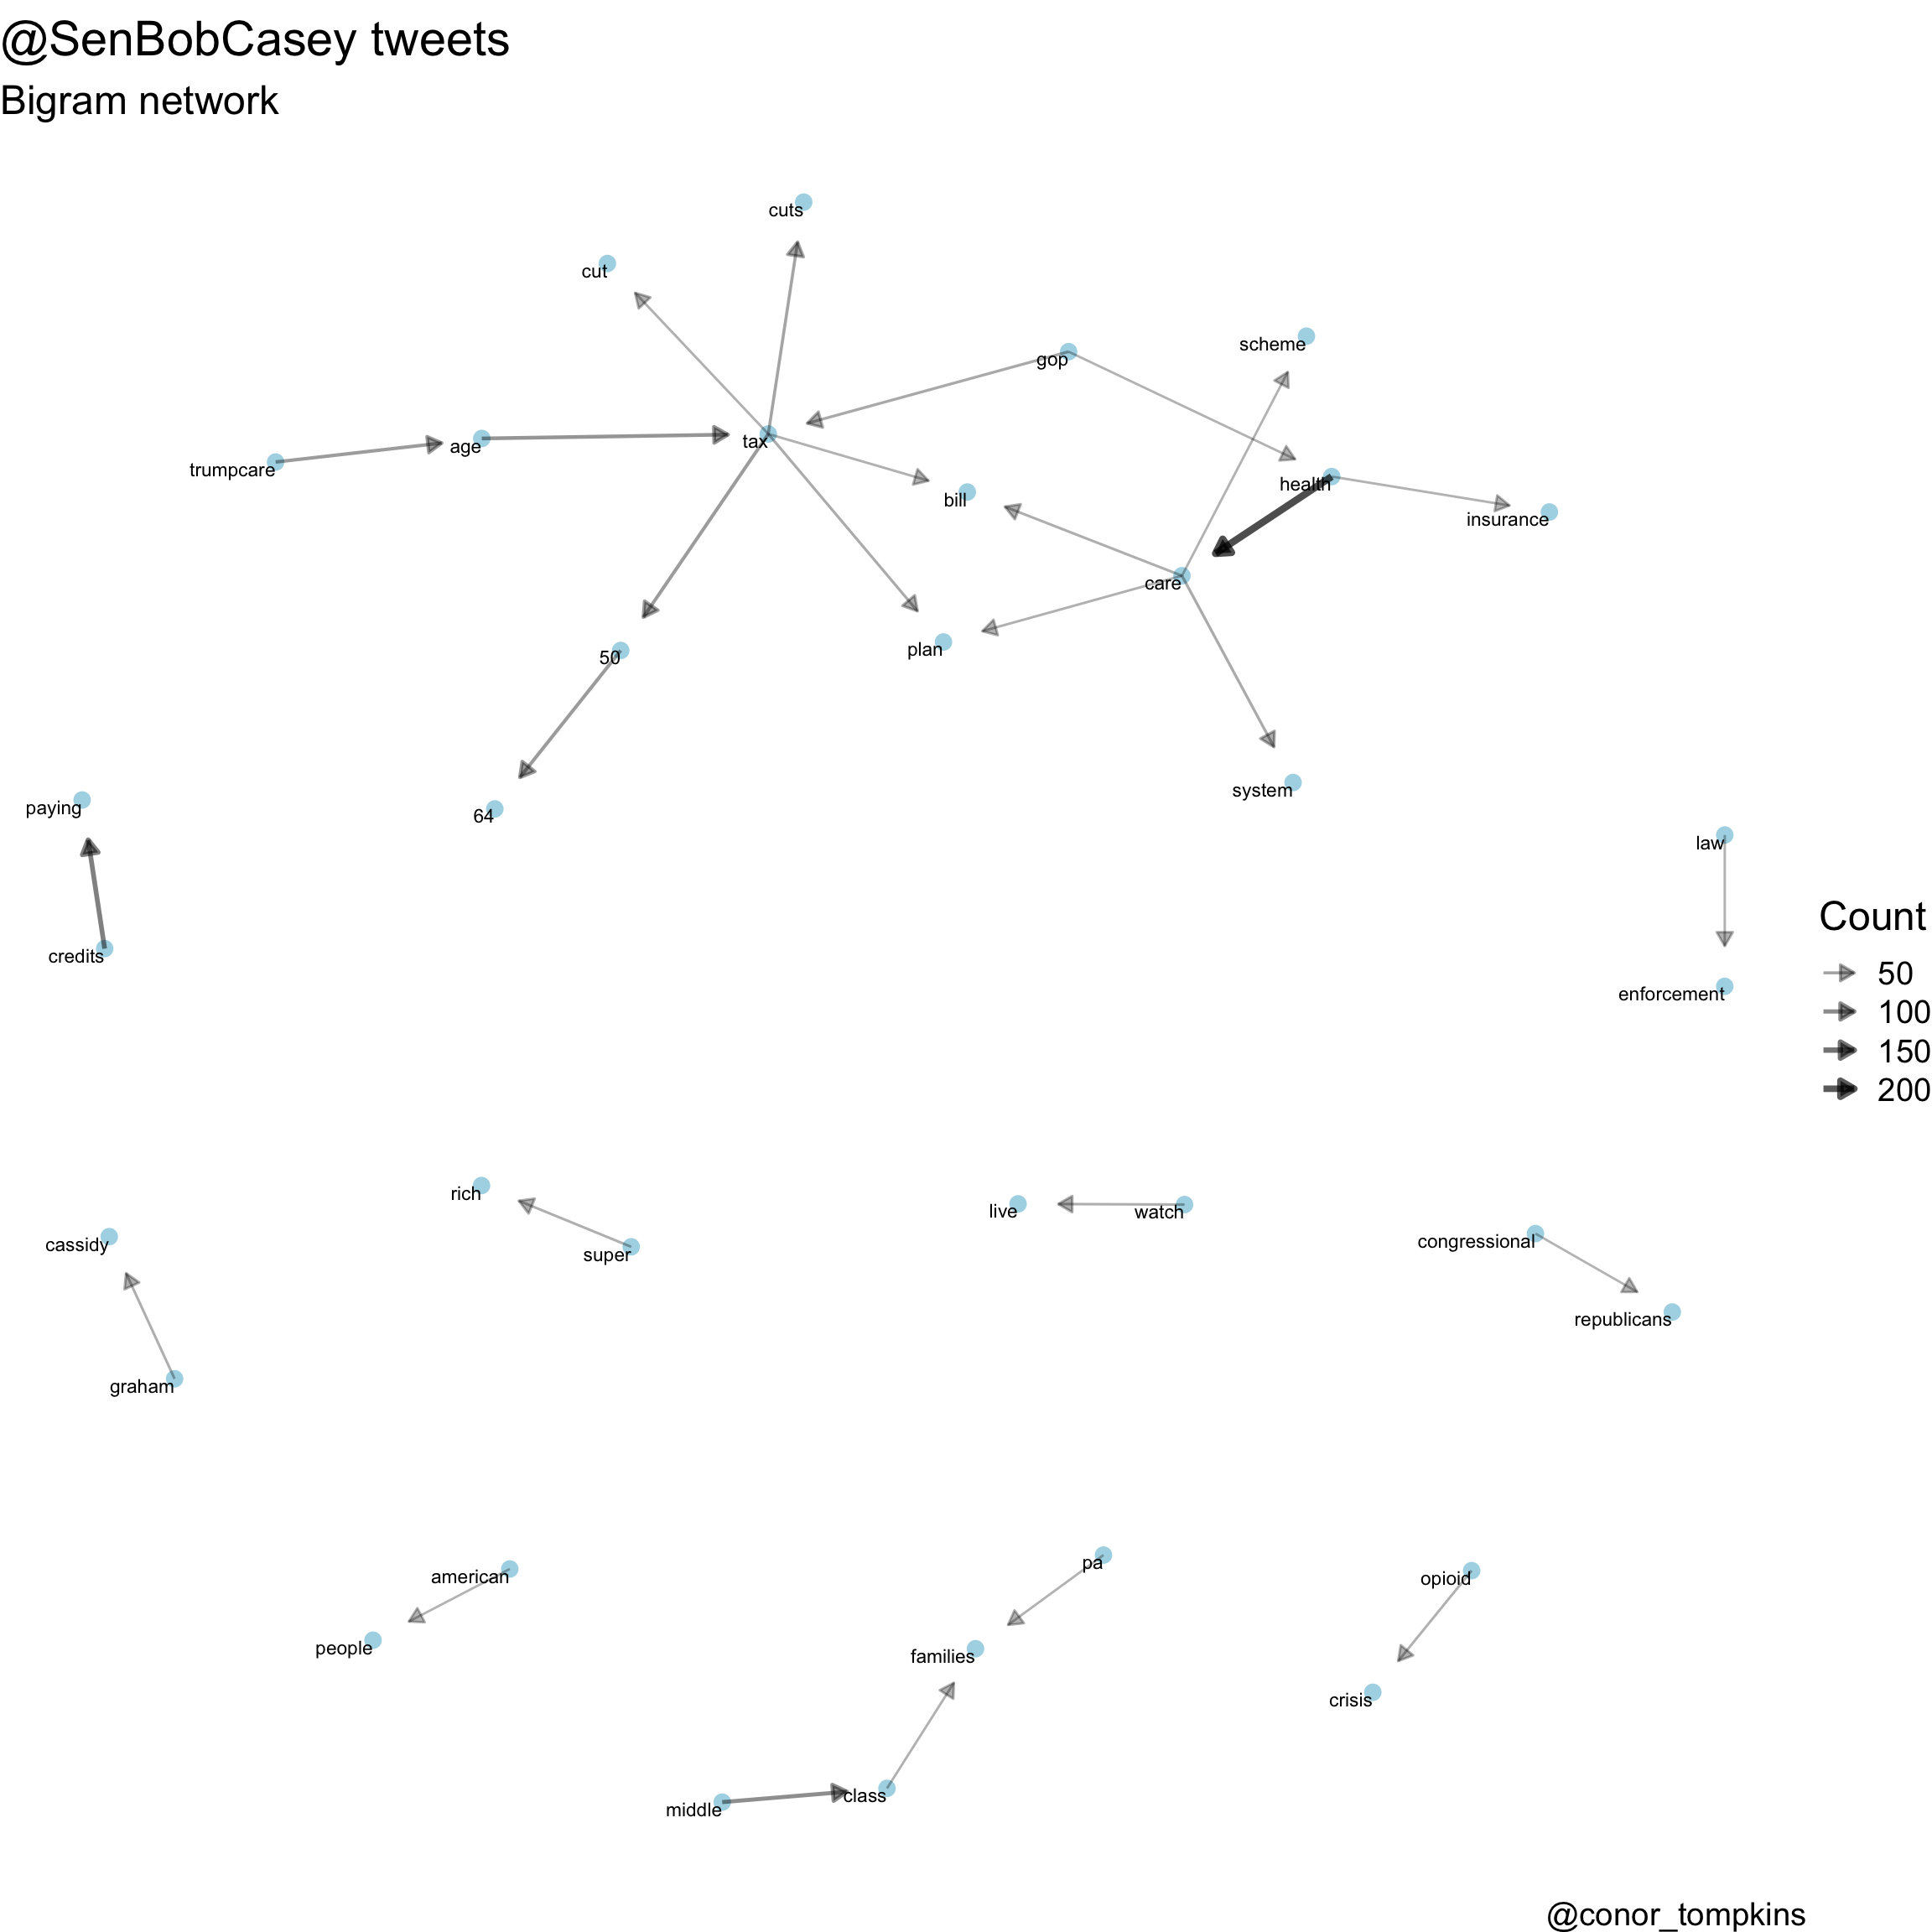 @SenBobCasey tweets
Bigram network
cuts
cut
scheme
gop
tax
age
trumpcare
health
bill
insurance
care
50
plan
system
paying
64
law
credits
enforcement
Count
50
100
150
200
rich
live
watch
cassidy
super
congressional
republicans
graham
american
pa
opioid
people
families
crisis
class
middle
@conor_tompkins